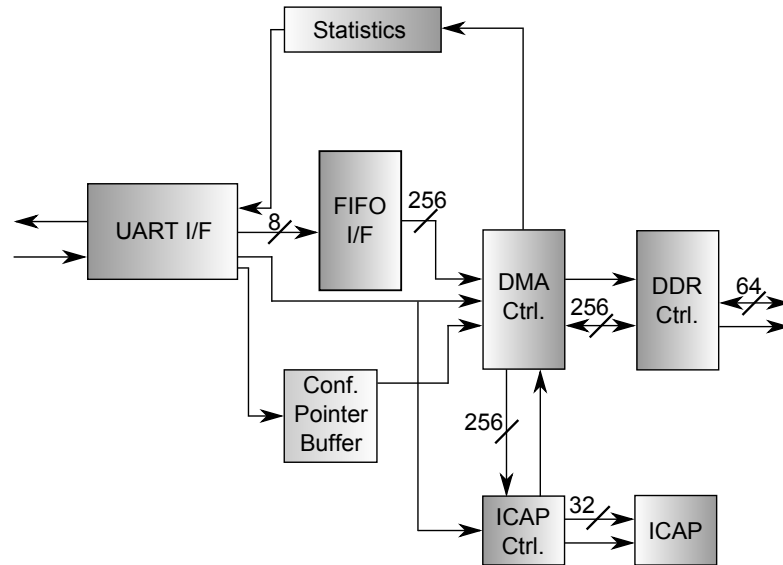 Statistics
UART I/F
8
FIFO
I/F
256
DMA
Ctrl.
256
DDR
Ctrl.
64
Conf.
Pointer
Buffer
256
ICAP
Ctrl.
32
ICAP